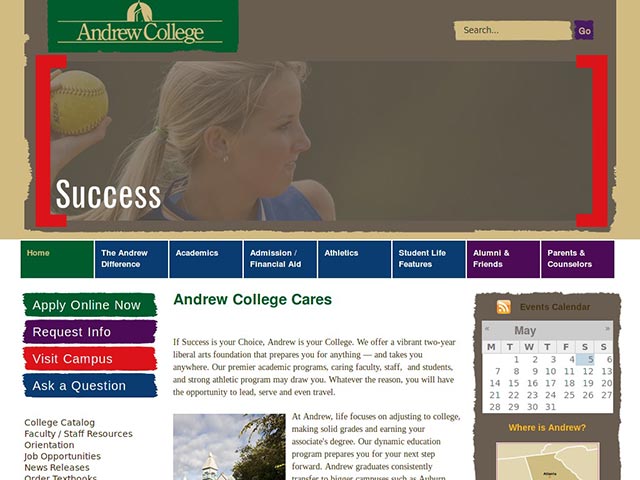 Andrew College
Search...
Go
Success
Home
The Andrew
Difference
Academics
Admission /
Financial Aid
Athletics
Student Life
Features
Alumni &
Friends
Parents &
Counselors
Apply Online Now
Request Info
Visit Campus
Ask a Question
College Catalog
Faculty / Staff Resources
Orientation
Job Opportunities
News Releases
Order Textbooks
Andrew College Cares
If Success is your Choice, Andrew is your College. We offer a vibrant two-year
liberal arts foundation that prepares you for anything — and takes you
anywhere. Our premier academic programs, caring faculty, staff, and students,
and strong athletic program may draw you. Whatever the reason, you will have
the opportunity to lead, serve and even travel.
At Andrew, life focuses on adjusting to college,
making solid grades and earning your
associate's degree. Our dynamic education
program prepares you for your next step
forward. Andrew graduates consistently
transfer to bigger campuses such as Auburn
Events Calendar
« May »
M T W T F S S
1 2 3 4 5 6
7 8 9 10 11 12 13
14 15 16 17 18 19 20
21 22 23 24 25 26 27
28 29 30 31
Where is Andrew?
Atlanta